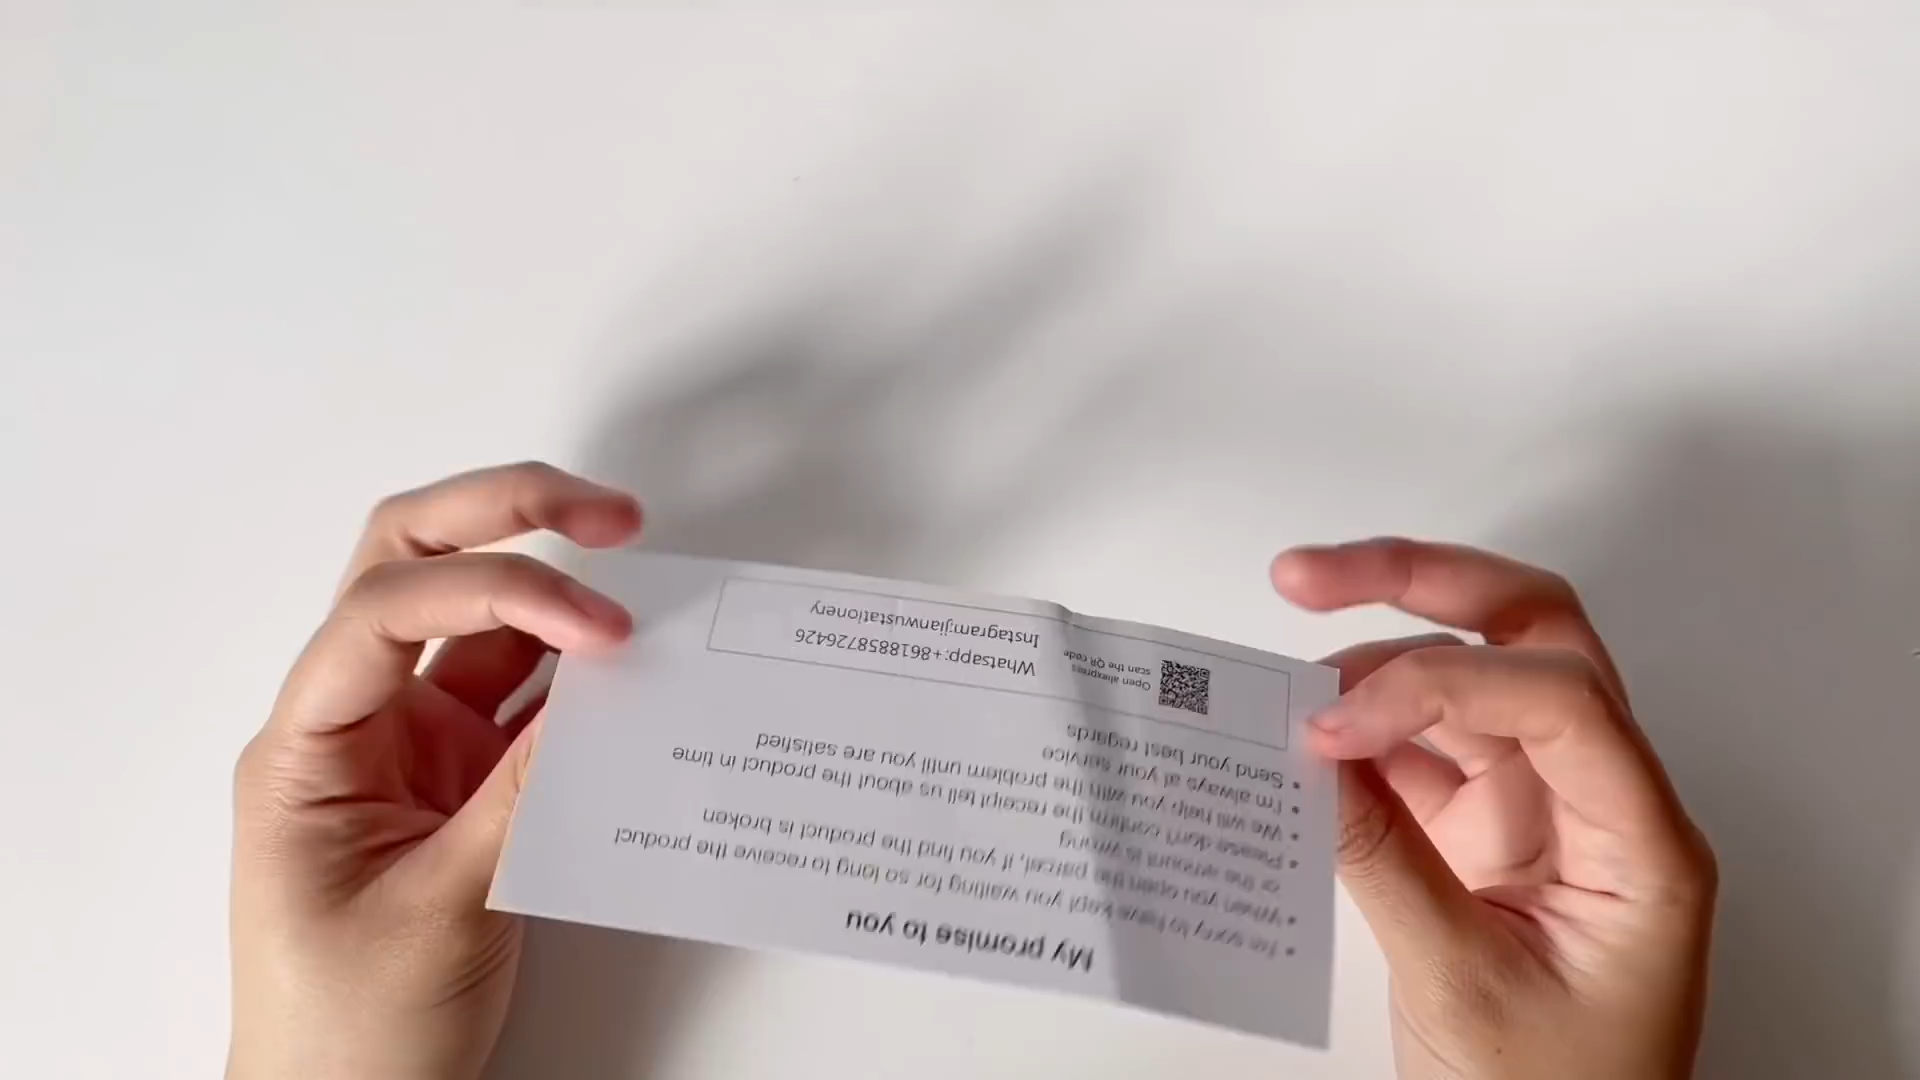 My promise to you
• I'm sorry to have kept you waiting for so long to receive the product
• When you open the parcel, if you find the product is broken
or the amount is wrong
• Please don't confirm the receipt tell us about the product in time
• We will help you with the problem until you are satisfied
• I'm always at your service
• Send your best regards
Open aliexpress
scan the QR code
Whatsapp:+8618858726426
Instagram:jianwustationery